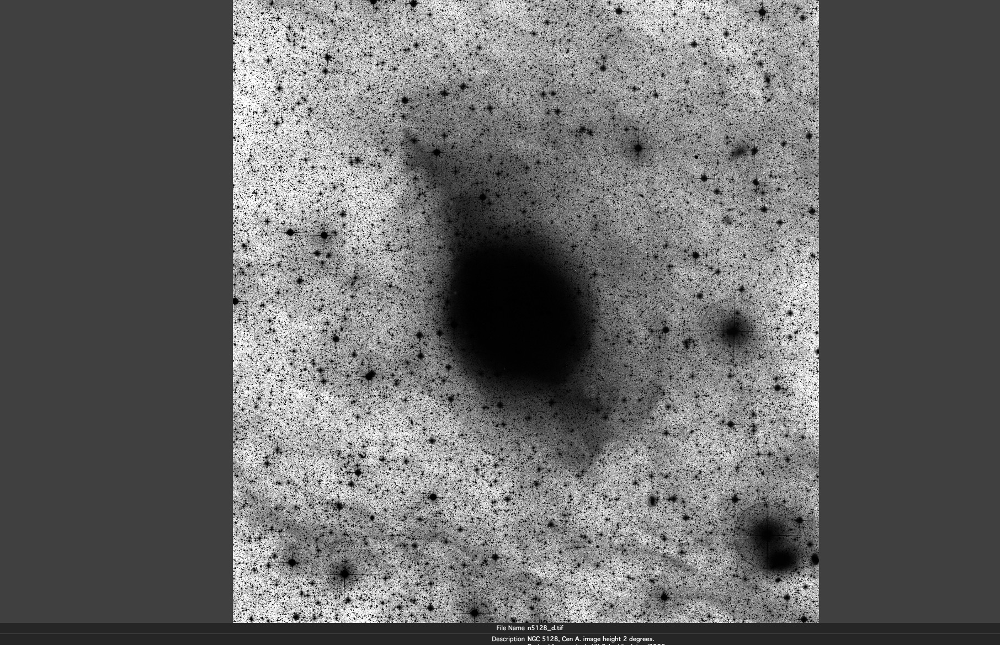 File Name n5128_d.tif
Description NGC 5128, Cen A. image height 2 degrees.